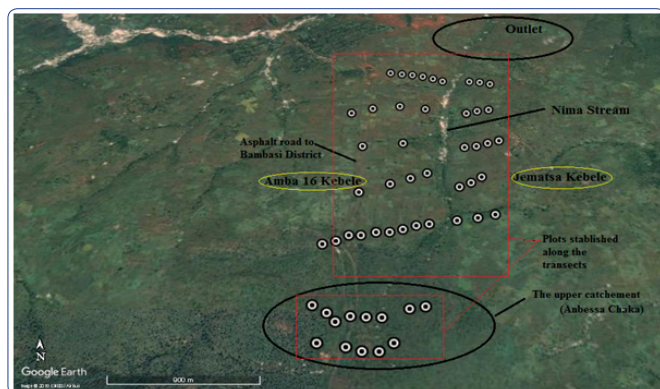 Outlet
Nima Stream
Asphalt road to
Bambasi District
Amba 16 Kebele
Jematsa Kebele
Plots stablished
along the
transects
The upper catchement
(Anbessa Chaka)
N
Google Earth
900 m